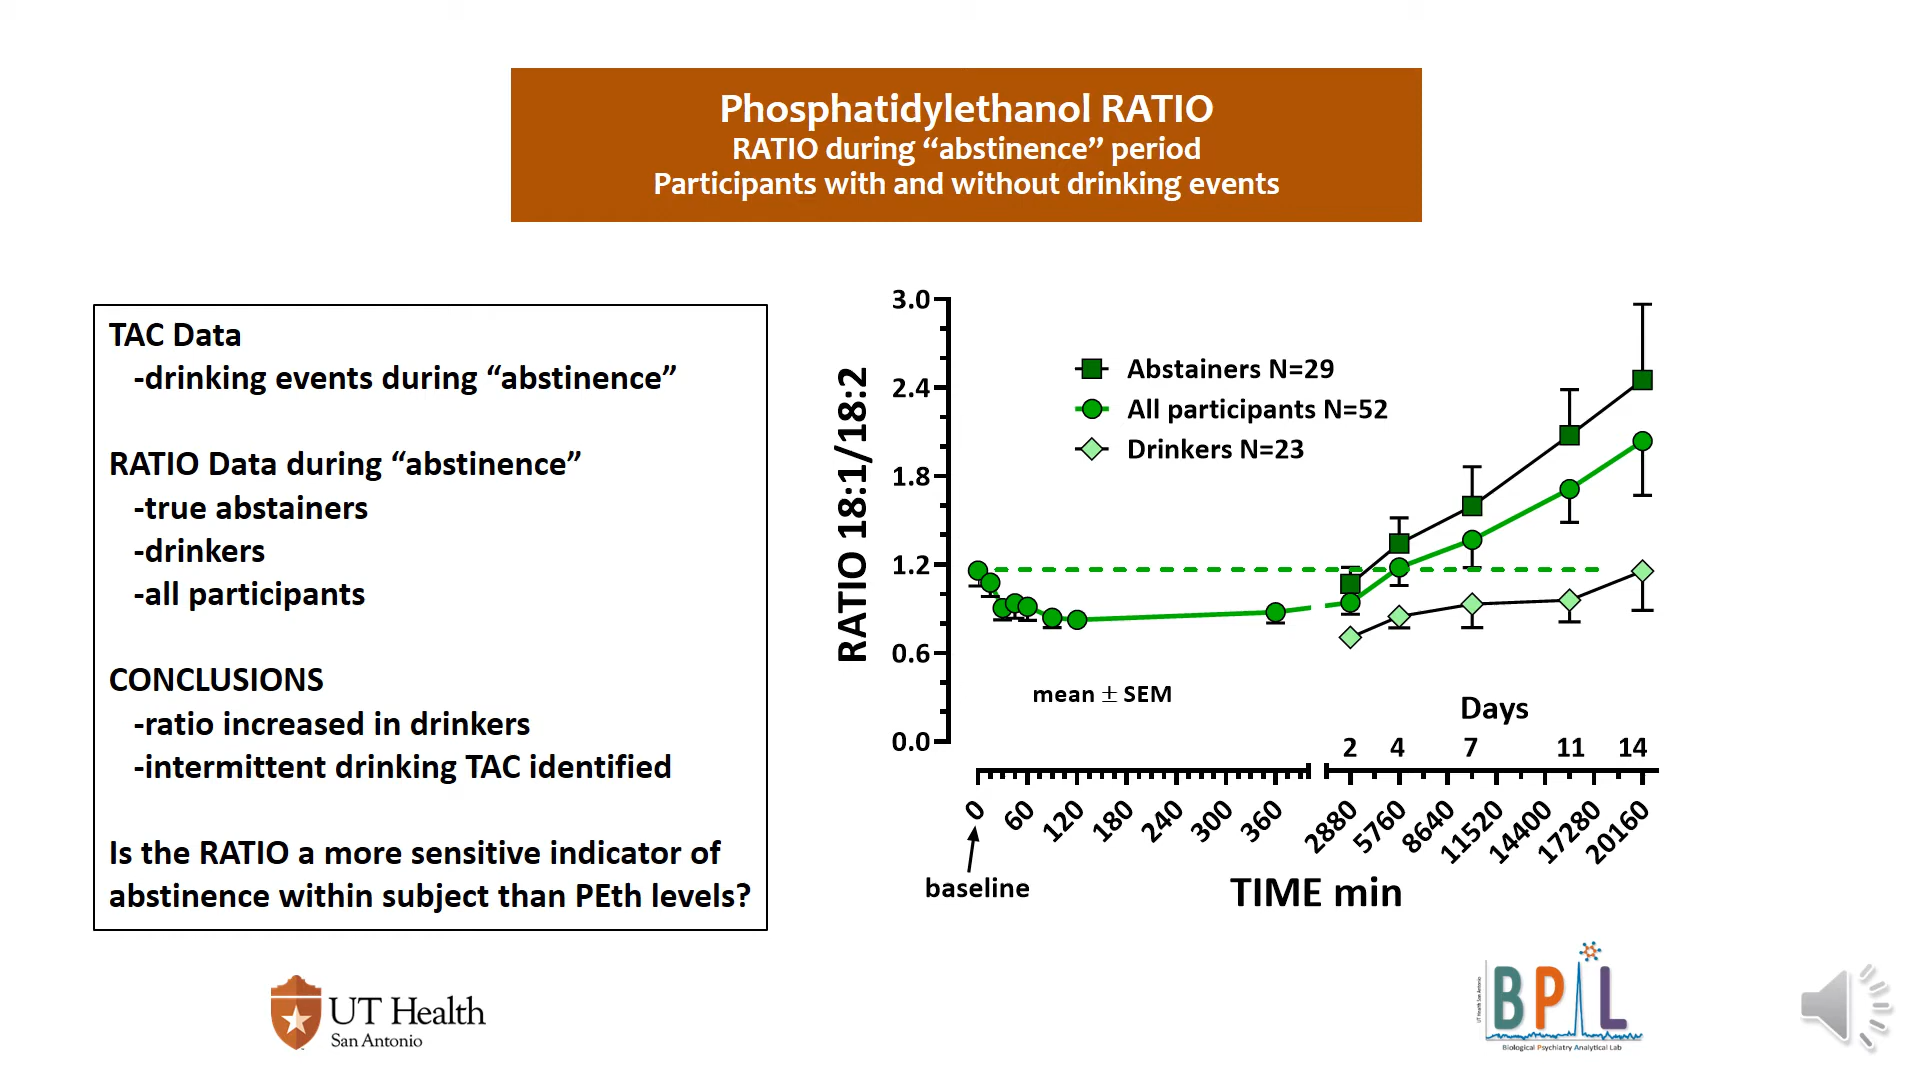 Phosphatidylethanol RATIO
RATIO during “abstinence” period
Participants with and without drinking events
TAC Data
-drinking events during “abstinence”
RATIO Data during “abstinence”
-true abstainers
-drinkers
-all participants
CONCLUSIONS
-ratio increased in drinkers
-intermittent drinking TAC identified
Is the RATIO a more sensitive indicator of
abstinence within subject than PEth levels?
RATIO 18:1/18:2
3.0
2.4
1.8
1.2
0.6
0.0
Abstainers N=29
All participants N=52
Drinkers N=23
mean ± SEM
Days
2 4 7 11 14
0 60 120 180 240 300 360 2880 5760 8640 11520 14400 17280 20160
baseline
TIME min
UT Health
San Antonio
UT Health San Antonio
BPAL
Biological Psychiatry Analytical Lab